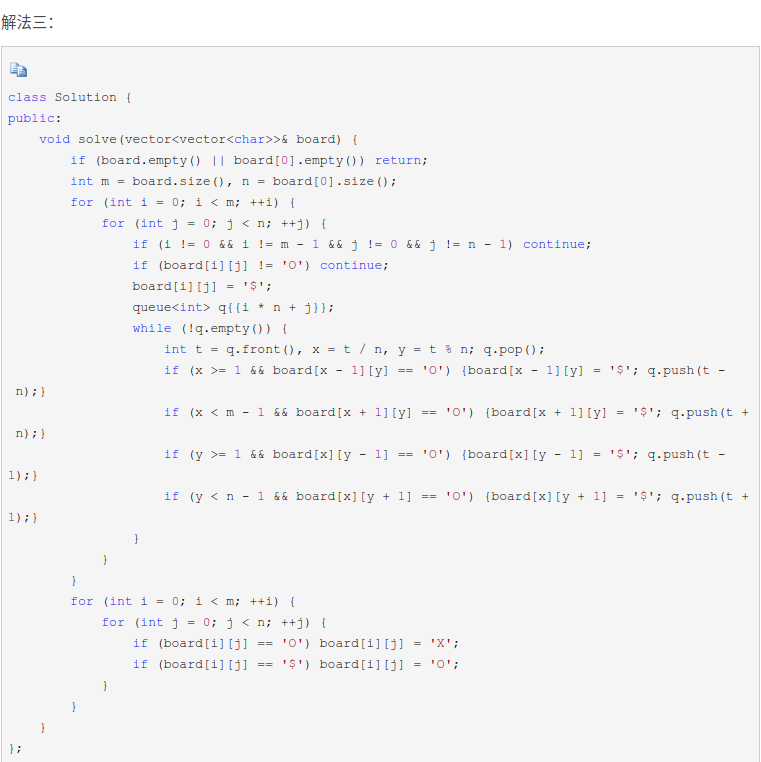 解法三：
class Solution {
public:
    void solve(vector<vector<char>>& board) {
        if (board.empty() || board[0].empty()) return;
        int m = board.size(), n = board[0].size();
        for (int i = 0; i < m; ++i) {
            for (int j = 0; j < n; ++j) {
                if (i != 0 && i != m - 1 && j != 0 && j != n - 1) continue;
                if (board[i][j] != 'O') continue;
                board[i][j] = '$';
                queue<int> q{{i * n + j}};
                while (!q.empty()) {
                    int t = q.front(), x = t / n, y = t % n; q.pop();
                    if (x >= 1 && board[x - 1][y] == 'O') {board[x - 1][y] = '$'; q.push(t -
 n);}
                    if (x < m - 1 && board[x + 1][y] == 'O') {board[x + 1][y] = '$'; q.push(t +
 n);}
                    if (y >= 1 && board[x][y - 1] == 'O') {board[x][y - 1] = '$'; q.push(t -
1);}
                    if (y < n - 1 && board[x][y + 1] == 'O') {board[x][y + 1] = '$'; q.push(t +
1);}
                }
            }
        }
        for (int i = 0; i < m; ++i) {
            for (int j = 0; j < n; ++j) {
                if (board[i][j] == 'O') board[i][j] = 'X';
                if (board[i][j] == '$') board[i][j] = 'O';
            }
        }
    }
};